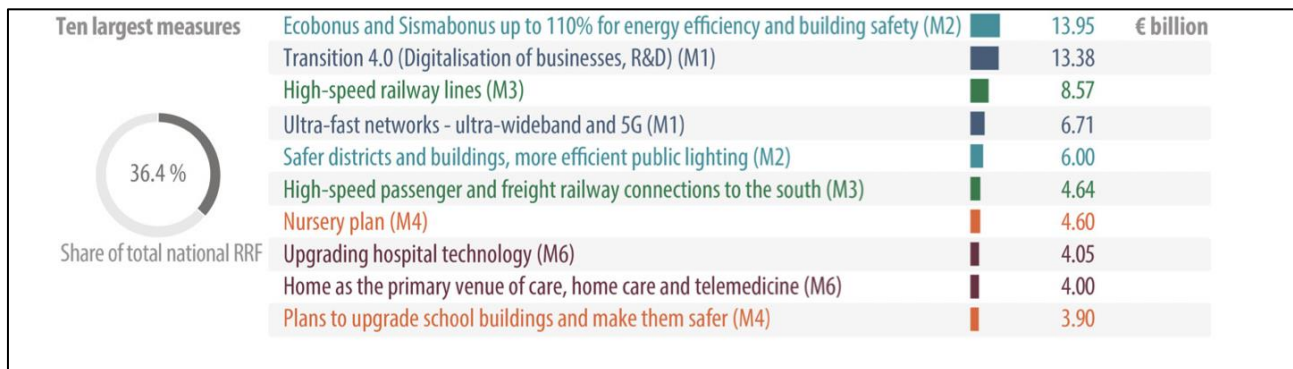 Ten largest measures
Ecobonus and Sismabonus up to 110% for energy efficiency and building safety (M2) 13.95 € billion
Transition 4.0 (Digitalisation of businesses, R&D) (M1) 13.38
High-speed railway lines (M3) 8.57
Ultra-fast networks - ultra-wideband and 5G (M1) 6.71
Safer districts and buildings, more efficient public lighting (M2) 6.00
High-speed passenger and freight railway connections to the south (M3) 4.64
Nursery plan (M4) 4.60
Upgrading hospital technology (M6) 4.05
Home as the primary venue of care, home care and telemedicine (M6) 4.00
Plans to upgrade school buildings and make them safer (M4) 3.90
36.4 %
Share of total national RRF